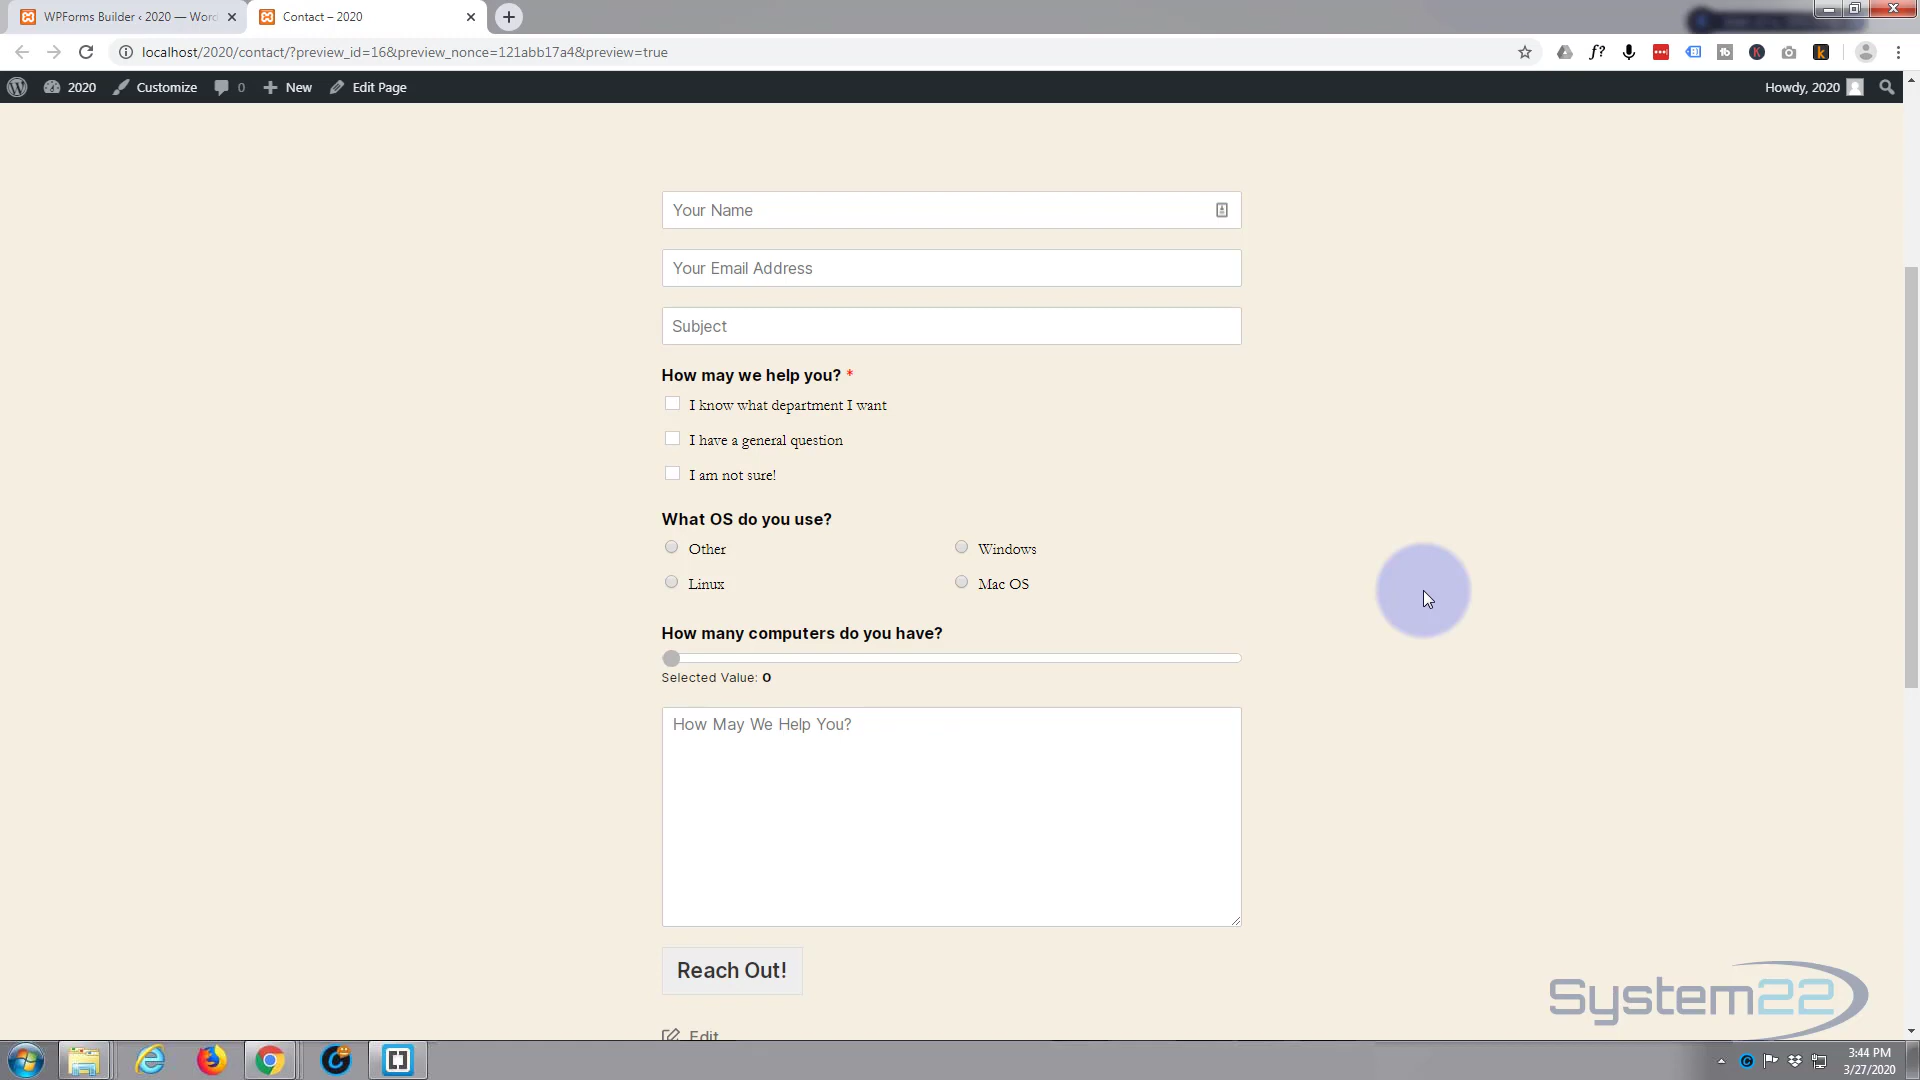 WPForms Builder ‹ 2020 — Word
Contact – 2020
localhost/2020/contact/?preview_id=16&preview_nonce=121abb17a4&preview=true
2020 Customize 0 New Edit Page Howdy, 2020
Your Name
Your Email Address
Subject
How may we help you? *
I know what department I want
I have a general question
I am not sure!
What OS do you use?
Other Windows
Linux Mac OS
How many computers do you have?
Selected Value: 0
How May We Help You?
Reach Out!
Edit
System22
3:44 PM
3/27/2020